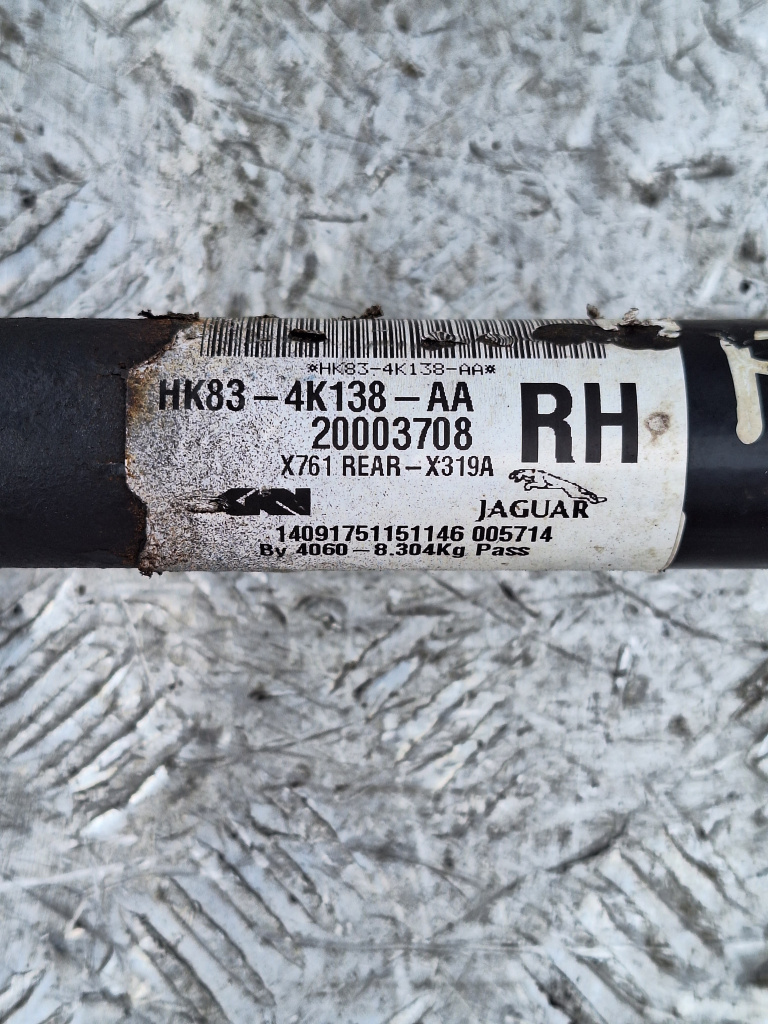 *HK83-4K138-AA*
HK83-4K138-AA
RH
20003708
X761 REAR-X319A
GKN
JAGUAR
14091751151146 005714
By 4060-8.304Kg Pass